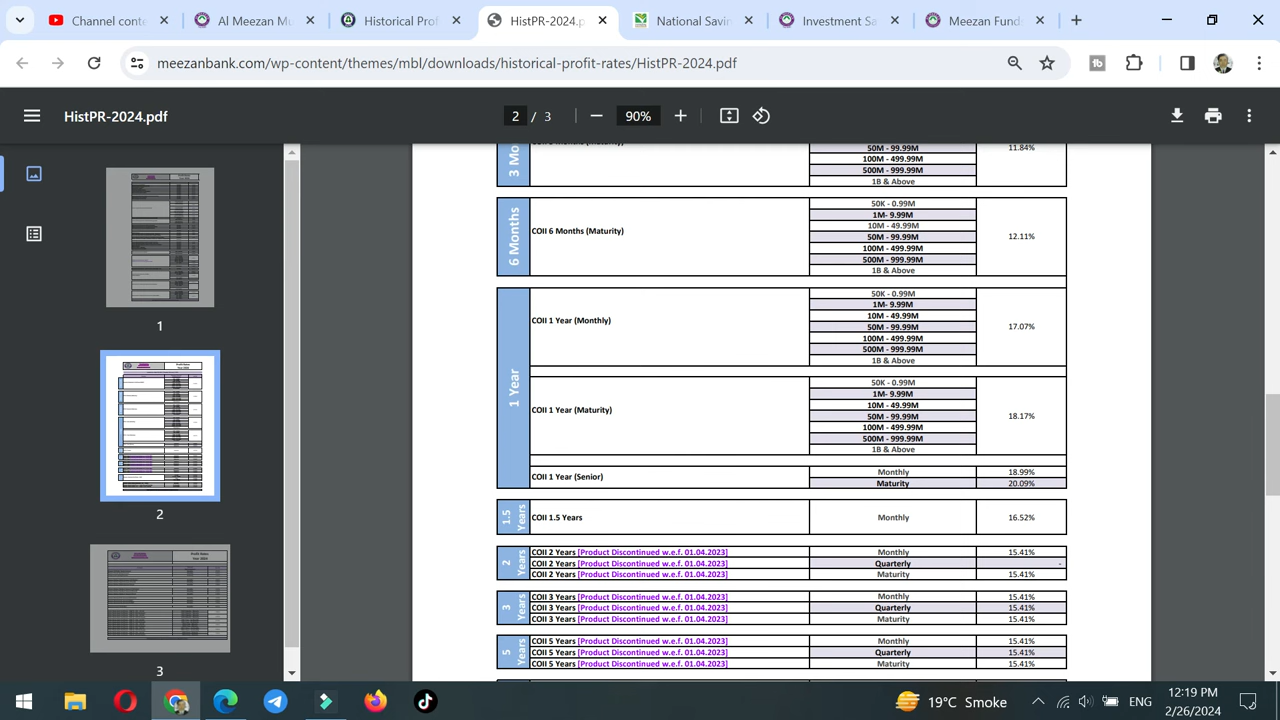 Channel conte
Al Meezan Mu
Historical Prof
HistPR-2024.p
National Savin
Investment Sa
Meezan Fund
meezanbank.com/wp-content/themes/mbl/downloads/historical-profit-rates/HistPR-2024.pdf
HistPR-2024.pdf
2 / 3
90%
1
2
3
3 Mo
50M - 99.99M
11.84%
100M - 499.99M
500M - 999.99M
1B & Above
6 Months
COII 6 Months (Maturity)
50K - 0.99M
1M- 9.99M
10M - 49.99M
50M - 99.99M
12.11%
100M - 499.99M
500M - 999.99M
1B & Above
1 Year
COII 1 Year (Monthly)
50K - 0.99M
1M- 9.99M
10M - 49.99M
50M - 99.99M
17.07%
100M - 499.99M
500M - 999.99M
1B & Above
COII 1 Year (Maturity)
50K - 0.99M
1M- 9.99M
10M - 49.99M
50M - 99.99M
18.17%
100M - 499.99M
500M - 999.99M
1B & Above
COII 1 Year (Senior)
Monthly 18.99%
Maturity 20.09%
1.5 Years
COII 1.5 Years Monthly 16.52%
2 Years
COII 2 Years [Product Discontinued w.e.f. 01.04.2023] Monthly 15.41%
COII 2 Years [Product Discontinued w.e.f. 01.04.2023] Quarterly -
COII 2 Years [Product Discontinued w.e.f. 01.04.2023] Maturity 15.41%
3 Years
COII 3 Years [Product Discontinued w.e.f. 01.04.2023] Monthly 15.41%
COII 3 Years [Product Discontinued w.e.f. 01.04.2023] Quarterly 15.41%
COII 3 Years [Product Discontinued w.e.f. 01.04.2023] Maturity 15.41%
5 Years
COII 5 Years [Product Discontinued w.e.f. 01.04.2023] Monthly 15.41%
COII 5 Years [Product Discontinued w.e.f. 01.04.2023] Quarterly 15.41%
COII 5 Years [Product Discontinued w.e.f. 01.04.2023] Maturity 15.41%
19°C Smoke
ENG
12:19 PM
2/26/2024